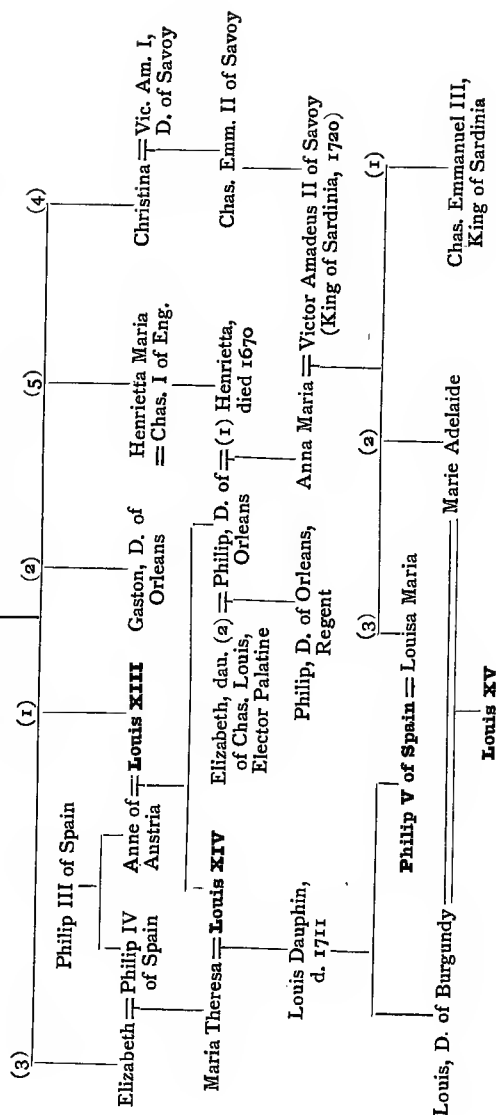 (3)
(1)
(2)
(5)
(4)
Philip III of Spain
Elizabeth = Philip IV
of Spain
Anne of = Louis XIII
Austria
Gaston, D. of
Orleans
Henrietta Maria
= Chas. I of Eng.
Christina = Vic. Am. I,
D. of Savoy
Maria Theresa = Louis XIV
Elizabeth, dau. (2) = Philip, D. of = (1) Henrietta,
of Chas. Louis,
Elector Palatine
Orleans
died 1670
Chas. Emm. II of Savoy
Louis Dauphin,
d. 1711
Philip, D. of Orleans,
Regent
Anna Maria = Victor Amadeus II of Savoy
(King of Sardinia, 1720)
(3)
(2)
(1)
Philip V of Spain = Louisa Maria
Louis, D. of Burgundy
Marie Adelaide
Chas. Emmanuel III,
King of Sardinia
Louis XV